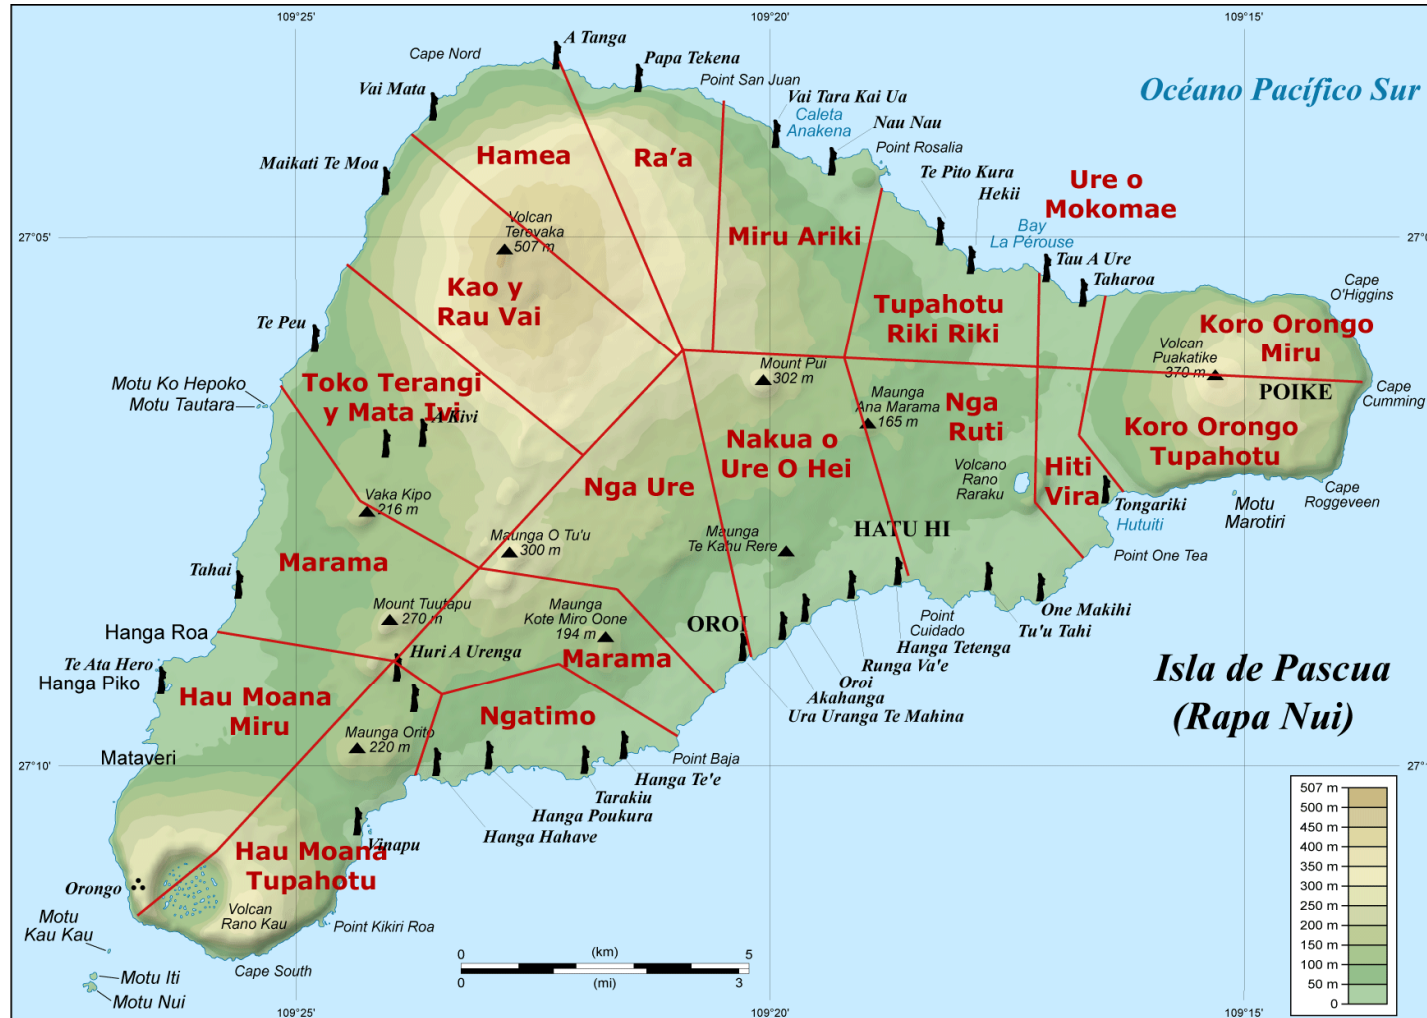 109°25'
109°20'
109°15'
A Tanga
Cape Nord
Papa Tekena
Point San Juan
Vai Mata
Vai Tara Kai Ua
Caleta
Anakena
Nau Nau
Point Rosalia
Océano Pacífico Sur
Hamea
Ra'a
Maikati Te Moa
Te Pito Kura
Hekii
Ure o
Mokomae
Volcan
Terevaka
507 m
Miru Ariki
Bay
La Pérouse
27°05'
27°0
Tau A Ure
Taharoa
Cape
O'Higgins
Kao y
Rau Vai
Tupahotu
Riki Riki
Koro Orongo
Miru
Te Peu
Volcan
Puakatike
370 m
Mount Pui
302 m
POIKE
Cape
Cumming
Motu Ko Hepoko
Motu Tautara
Toko Terangi
y Mata Ivi
A Kivi
Maunga
Ana Marama
165 m
Nga
Ruti
Nakua o
Ure O Hei
Koro Orongo
Tupahotu
Nga Ure
Volcano
Rano
Raraku
Hiti
Vira
Cape
Roggeveen
Vaka Kipo
216 m
Tongariki
Hutuiti
Motu
Marotiri
Maunga O Tu'u
300 m
Maunga
Te Kahu Rere
HATU HI
Point One Tea
Marama
Tahai
Mount Tuutapu
270 m
Maunga
Kote Miro Oone
194 m
OROI
Point
Cuidado
One Makihi
Tu'u Tahi
Hanga Tetenga
Runga Va'e
Oroi
Akahanga
Ura Uranga Te Mahina
Hanga Roa
Te Ata Hero
Hanga Piko
Huri A Urenga
Marama
Isla de Pascua
(Rapa Nui)
Hau Moana
Miru
Ngatimo
Maunga Orito
220 m
Mataveri
27°10'
27°1
Point Baja
Hanga Te'e
Tarakiu
Hanga Poukura
Hanga Hahave
Vinapu
Hau Moana
Tupahotu
Orongo
Volcan
Rano Kau
Point Kikiri Roa
Motu
Kau Kau
Cape South
Motu Iti
Motu Nui
0
(km)
5
0
(mi)
3
507 m
500 m
450 m
400 m
350 m
300 m
250 m
200 m
150 m
100 m
50 m
0
109°25'
109°20'
109°15'